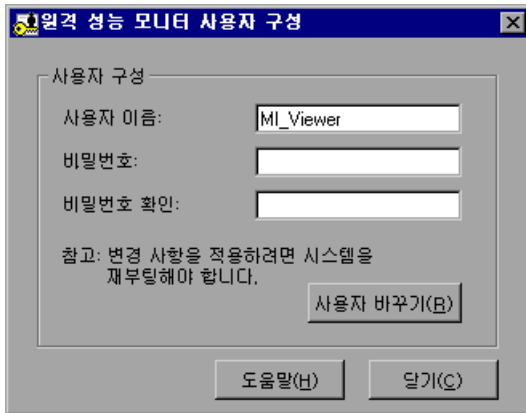 원격 성능 모니터 사용자 구성
사용자 구성
사용자 이름: MI_Viewer
비밀번호:
비밀번호 확인:
참고: 변경 사항을 적용하려면 시스템을
재부팅해야 합니다.
사용자 바꾸기(R)
도움말(H) 닫기(C)